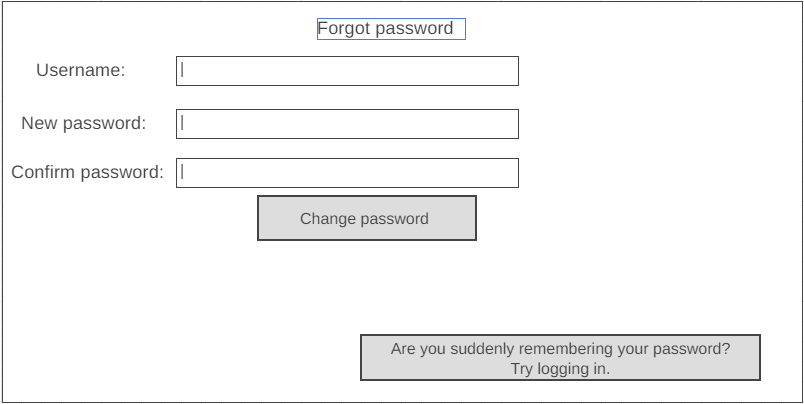 Forgot password
Username:
New password:
Confirm password:
Change password
Are you suddenly remembering your password?
Try logging in.